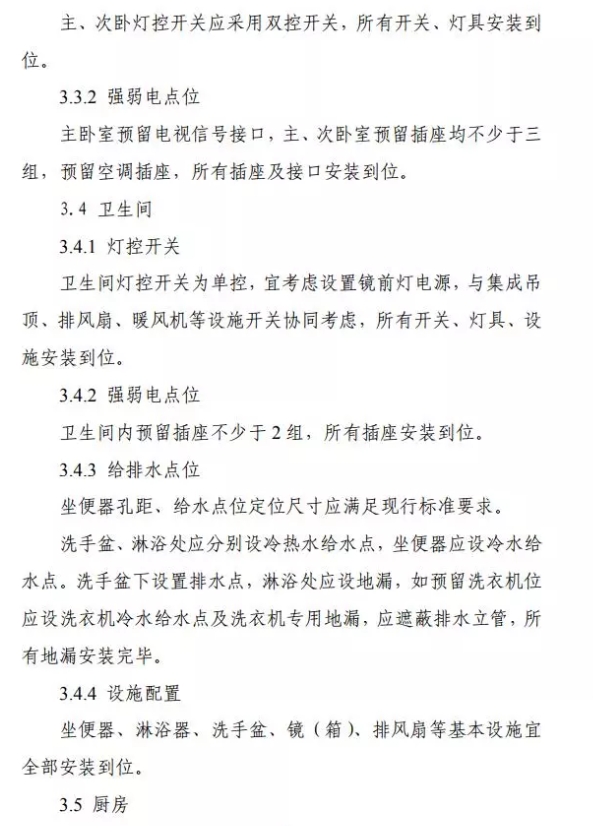 主、次卧灯控开关应采用双控开关，所有开关、灯具安装到
位。
3.3.2 强弱电点位
主卧室预留电视信号接口，主、次卧室预留插座均不少于三
组，预留空调插座，所有插座及接口安装到位。
3.4 卫生间
3.4.1 灯控开关
卫生间灯控开关为单控，宜考虑设置镜前灯电源，与集成吊
顶、排风扇、暖风机等设施开关协同考虑，所有开关、灯具、设
施安装到位。
3.4.2 强弱电点位
卫生间内预留插座不少于 2 组，所有插座安装到位。
3.4.3 给排水点位
坐便器孔距、给水点位定位尺寸应满足现行标准要求。
洗手盆、淋浴处应分别设冷热水给水点，坐便器应设冷水给
水点。洗手盆下设置排水点，淋浴处应设地漏，如预留洗衣机位
应设洗衣机冷水给水点及洗衣机专用地漏，应遮蔽排水立管，所
有地漏安装完毕。
3.4.4 设施配置
坐便器、淋浴器、洗手盆、镜（箱）、排风扇等基本设施宜
全部安装到位。
3.5 厨房